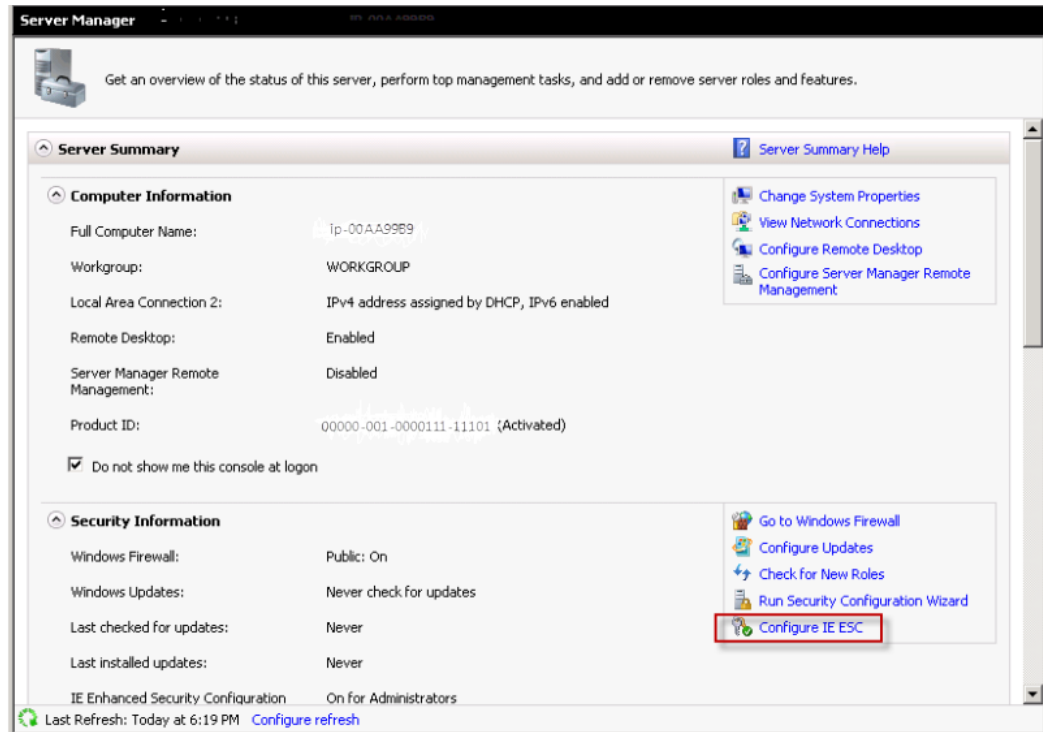 Server Manager
Get an overview of the status of this server, perform top management tasks, and add or remove server roles and features.
Server Summary
Server Summary Help
Computer Information
Full Computer Name: ip-00AA99B9
Workgroup: WORKGROUP
Local Area Connection 2: IPv4 address assigned by DHCP, IPv6 enabled
Remote Desktop: Enabled
Server Manager Remote Disabled
Management:
Product ID: 00000-001-0000111-11101 (Activated)
Do not show me this console at logon
Change System Properties
View Network Connections
Configure Remote Desktop
Configure Server Manager Remote
Management
Security Information
Windows Firewall: Public: On
Windows Updates: Never check for updates
Last checked for updates: Never
Last installed updates: Never
IE Enhanced Security Configuration On for Administrators
Go to Windows Firewall
Configure Updates
Check for New Roles
Run Security Configuration Wizard
Configure IE ESC
Last Refresh: Today at 6:19 PM Configure refresh